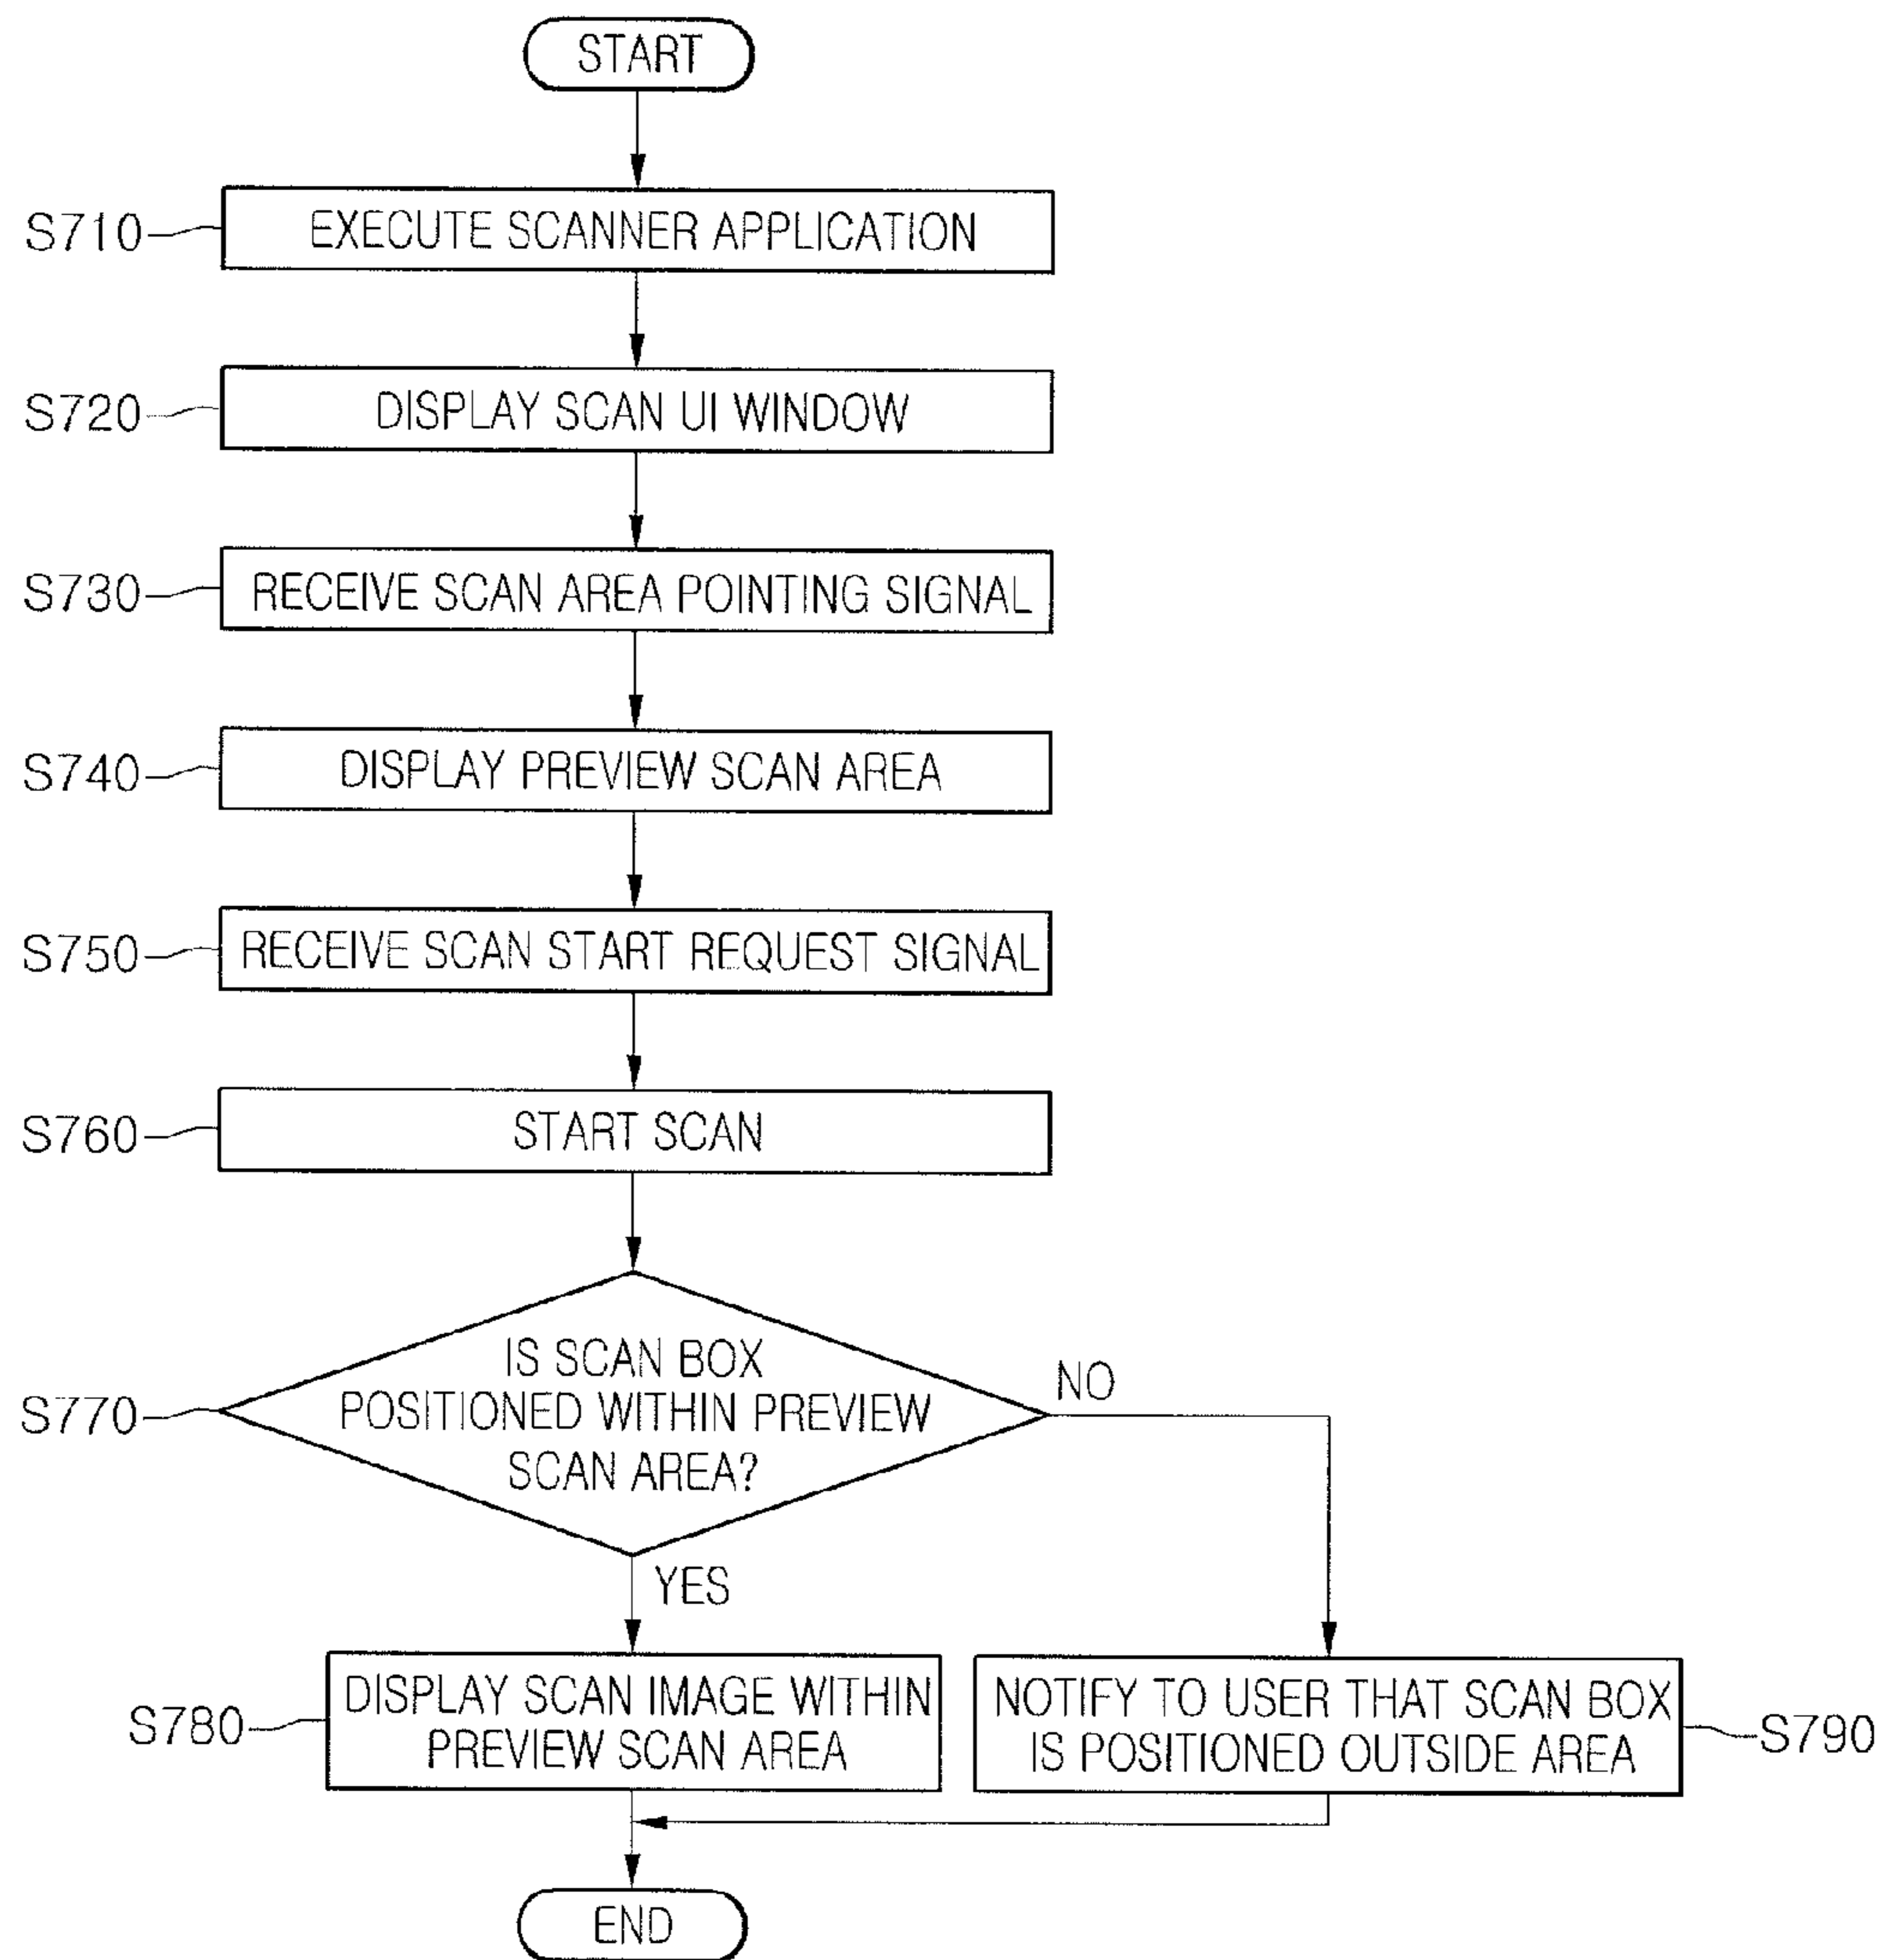 START
S710
EXECUTE SCANNER APPLICATION
S720
DISPLAY SCAN UI WINDOW
S730
RECEIVE SCAN AREA POINTING SIGNAL
S740
DISPLAY PREVIEW SCAN AREA
S750
RECEIVE SCAN START REQUEST SIGNAL
S760
START SCAN
S770
IS SCAN BOX
POSITIONED WITHIN PREVIEW
SCAN AREA?
NO
YES
S780
DISPLAY SCAN IMAGE WITHIN
PREVIEW SCAN AREA
NOTIFY TO USER THAT SCAN BOX
IS POSITIONED OUTSIDE AREA
S790
END